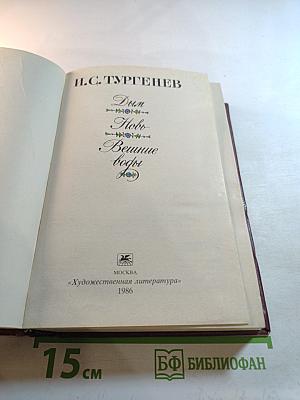 И.С. ТУРГЕНЕВ
Дым
Новь
Вешние
воды
МОСКВА
«Художественная литература»
1986
15 см
БФ БИБЛИОФАН